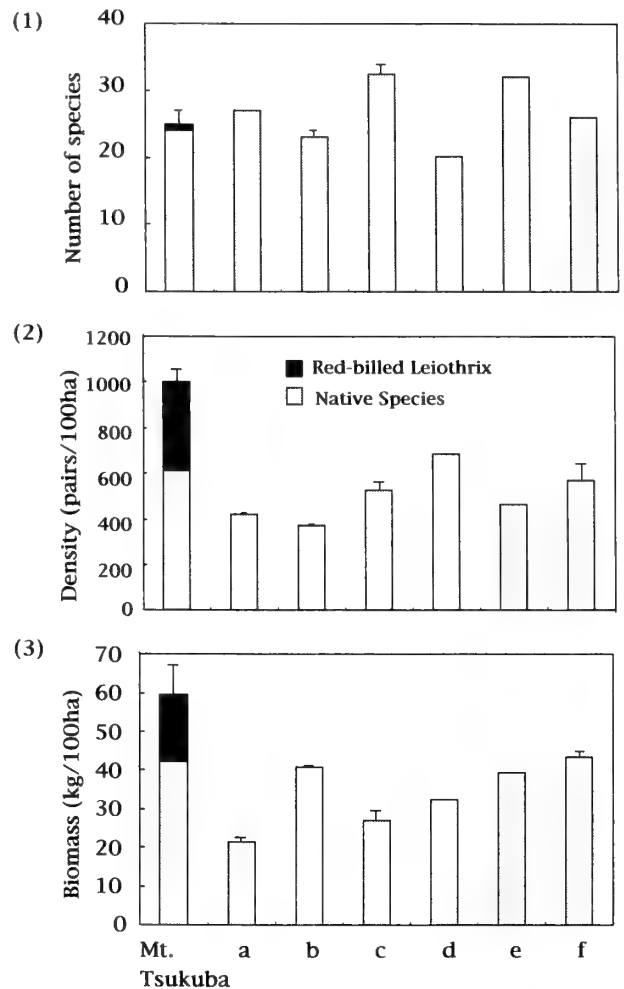 (1)
40
30
20
10
0
Number of species
(2)
1200
1000
800
600
400
200
0
Density (pairs/100ha)
Red-billed Leiothrix
Native Species
(3)
70
60
50
40
30
20
10
0
Biomass (kg/100ha)
Mt. Tsukuba
a
b
c
d
e
f